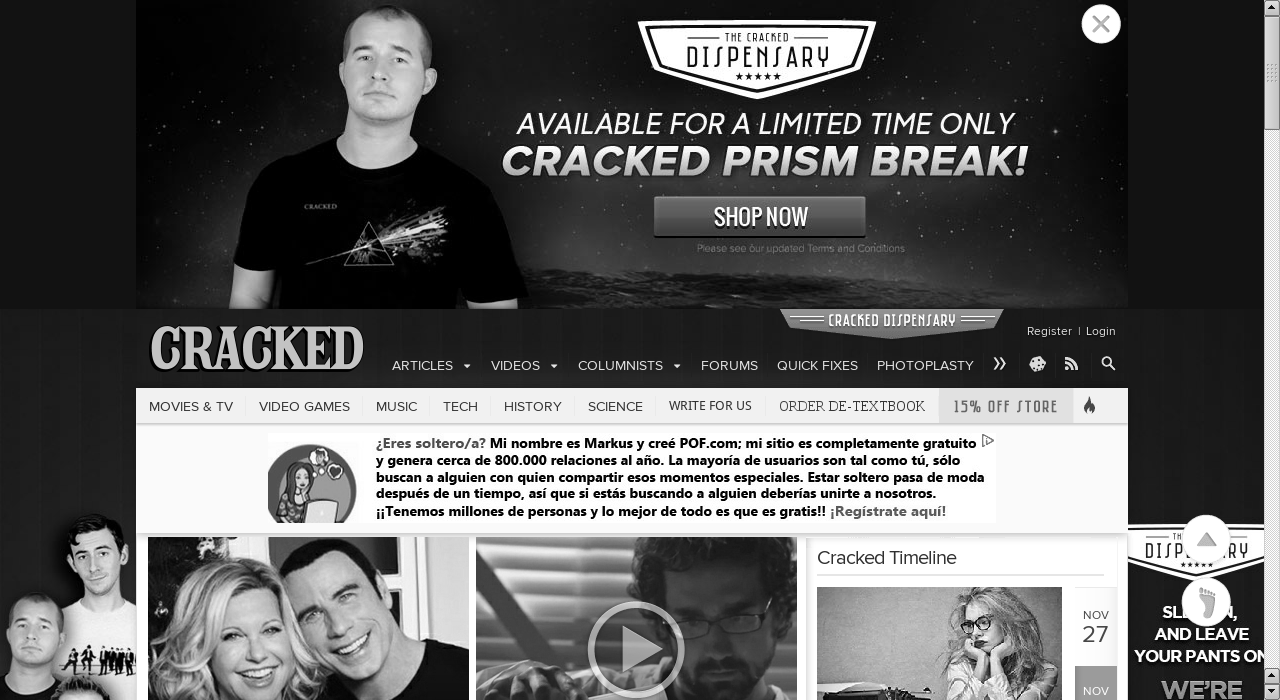 THE CRACKED
DISPENSARY
AVAILABLE FOR A LIMITED TIME ONLY
CRACKED PRISM BREAK!
CRACKED
SHOP NOW
Please see our updated Terms and Conditions
CRACKED DISPENSARY
Register | Login
CRACKED
ARTICLES VIDEOS COLUMNISTS FORUMS QUICK FIXES PHOTOPLASTY
MOVIES & TV VIDEO GAMES MUSIC TECH HISTORY SCIENCE WRITE FOR US ORDER DE-TEXTBOOK 15% OFF STORE
¿Eres soltero/a? Mi nombre es Markus y creé POF.com; mi sitio es completamente gratuito
y genera cerca de 800.000 relaciones al año. La mayoría de usuarios son tal como tú, sólo
buscan a alguien con quien compartir esos momentos especiales. Estar soltero pasa de moda
después de un tiempo, así que si estás buscando a alguien deberías unirte a nosotros.
¡¡Tenemos millones de personas y lo mejor de todo es que es gratis!! ¡Regístrate aquí!
Cracked Timeline
NOV
27
NOV
AND LEAVE
YOUR PANTS ON
WE'RE